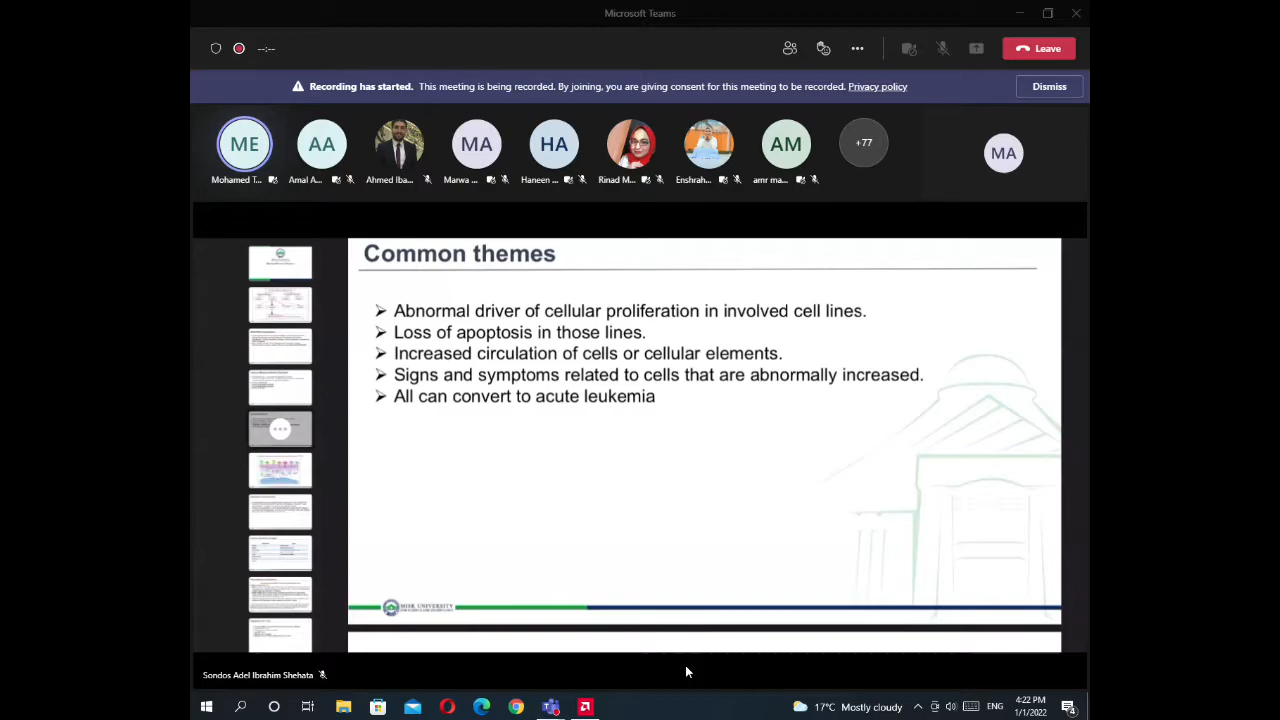 Microsoft Teams
--:--
Leave
Recording has started. This meeting is being recorded. By joining, you are giving consent for this meeting to be recorded. Privacy policy
Dismiss
ME
AA
MA
HA
AM
+77
MA
Mohamed T...
Amal A...
Ahmed Iba...
Marwa ...
Haneen ...
Rinad M...
Enshrah...
amr ma...
Common themes
➢ Abnormal driver of cellular proliferation in involved cell lines.
➢ Loss of apoptosis in those lines.
➢ Increased circulation of cells or cellular elements.
➢ Signs and symptoms related to cells that are abnormally increased.
➢ All can convert to acute leukemia
MISR UNIVERSITY
Sondos Adel Ibrahim Shehata
17°C Mostly cloudy
ENG
4:22 PM
1/1/2022
4